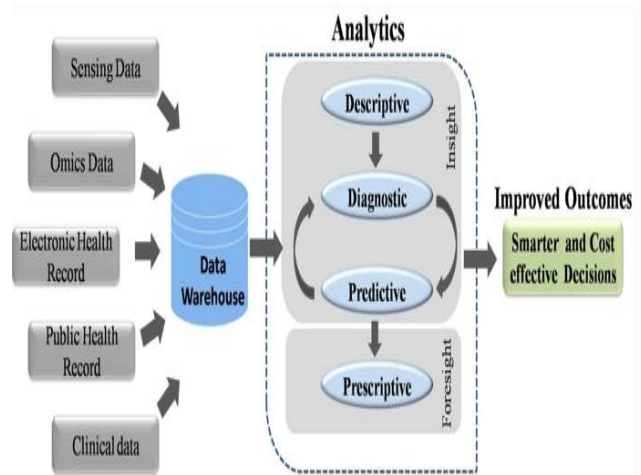 Analytics
Sensing Data
Omics Data
Electronic Health
Record
Public Health
Record
Clinical data
Data
Warehouse
Descriptive
Diagnostic
Predictive
Insight
Prescriptive
Foresight
Improved Outcomes
Smarter and Cost
effective Decisions